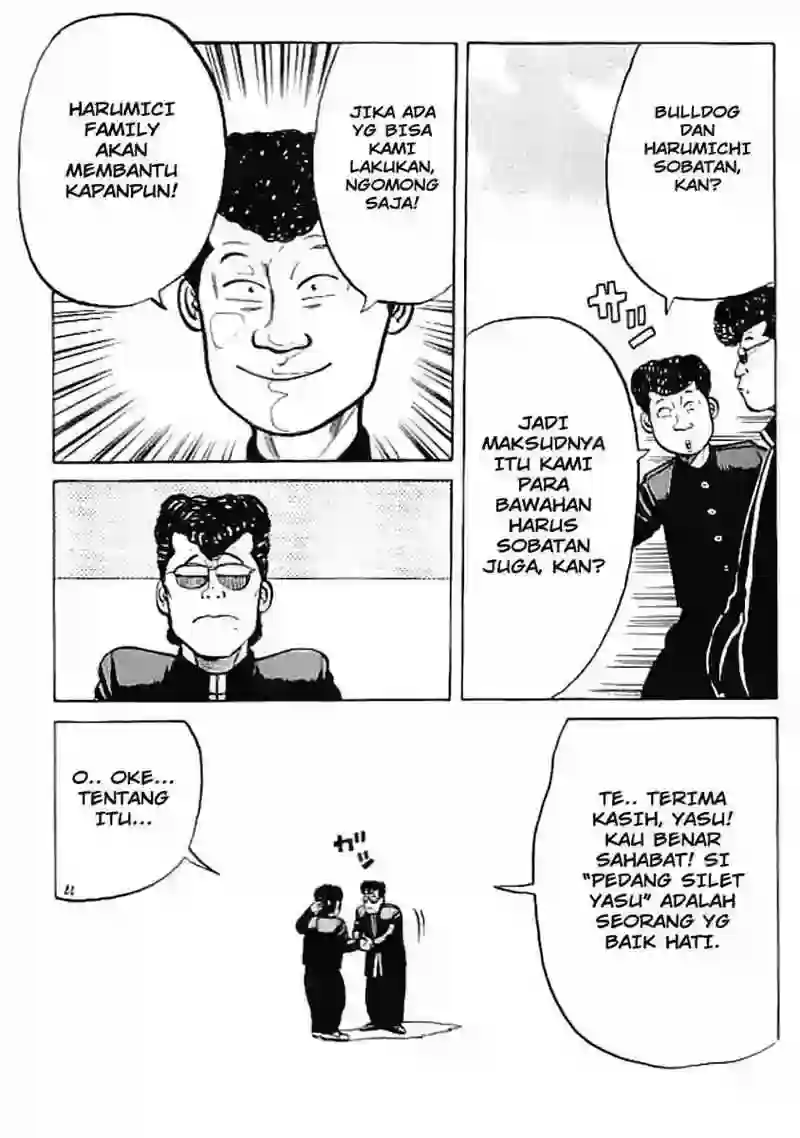 BULLDOG
DAN
HARUMICHI
SOBATAN,
KAN?
ザッ
JADI
MAKSUDNYA
ITU KAMI
PARA
BAWAHAN
HARUS
SOBATAN
JUGA, KAN?
JIKA ADA
YG BISA
KAMI
LAKUKAN,
NGOMONG
SAJA!
HARUMICI
FAMILY
AKAN
MEMBANTU
KAPANPUN!
TE.. TERIMA
KASIH, YASU!
KAU BENAR
SAHABAT! SI
"PEDANG SILET
YASU" ADALAH
SEORANG YG
BAIK HATI.
ガッ
O.. OKE...
TENTANG
ITU...